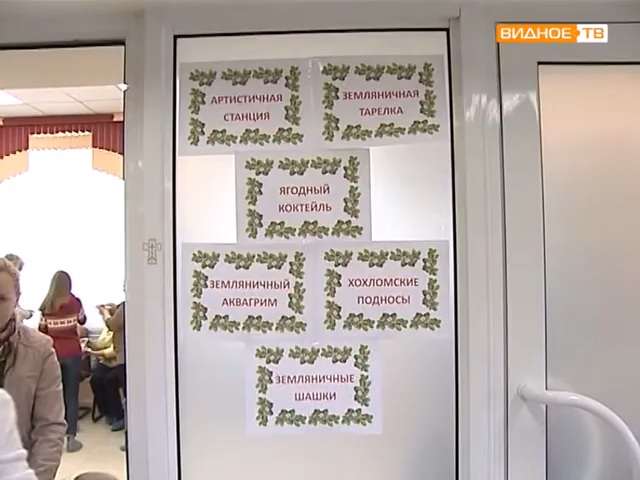 ВИДНОЕ ТВ
АРТИСТИЧНАЯ
СТАНЦИЯ
ЗЕМЛЯНИЧНАЯ
ТАРЕЛКА
ЯГОДНЫЙ
КОКТЕЙЛЬ
ЗЕМЛЯНИЧНЫЙ
АКВАГРИМ
ХОХЛОМСКИЕ
ПОДНОСЫ
ЗЕМЛЯНИЧНЫЕ
ШАШКИ